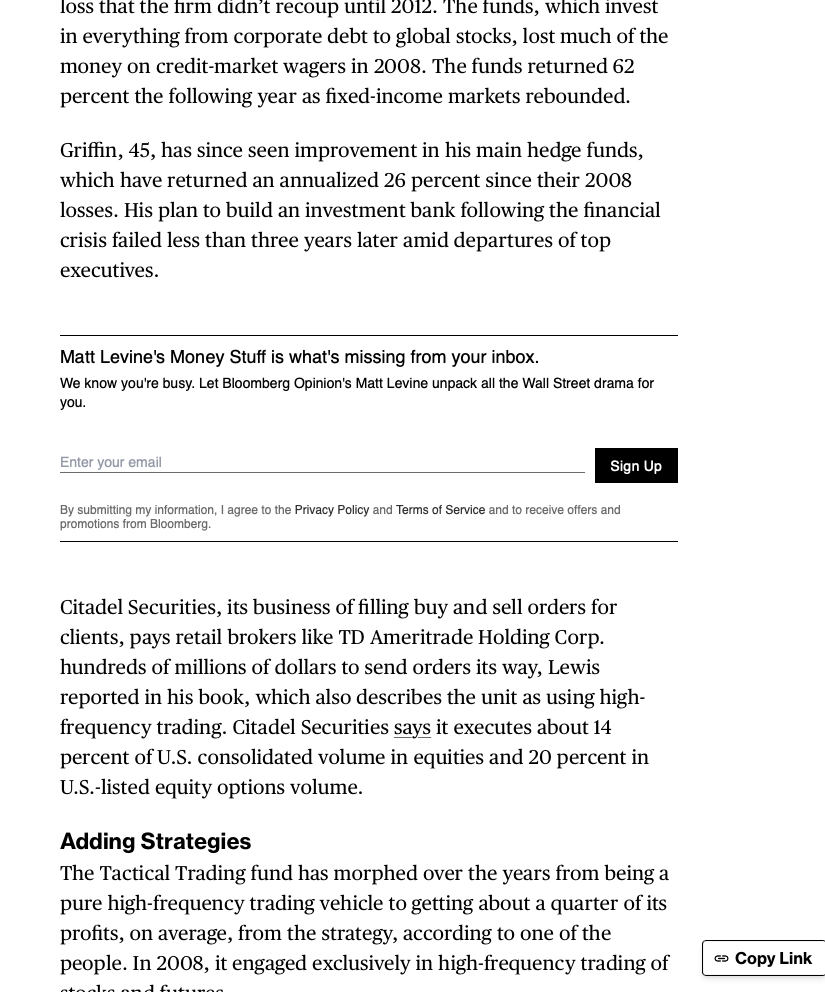 loss that the firm didn’t recoup until 2012. The funds, which invest
in everything from corporate debt to global stocks, lost much of the
money on credit-market wagers in 2008. The funds returned 62
percent the following year as fixed-income markets rebounded.
Griffin, 45, has since seen improvement in his main hedge funds,
which have returned an annualized 26 percent since their 2008
losses. His plan to build an investment bank following the financial
crisis failed less than three years later amid departures of top
executives.
Matt Levine's Money Stuff is what's missing from your inbox.
We know you're busy. Let Bloomberg Opinion's Matt Levine unpack all the Wall Street drama for
you.
Enter your email
Sign Up
By submitting my information, I agree to the Privacy Policy and Terms of Service and to receive offers and
promotions from Bloomberg.
Citadel Securities, its business of filling buy and sell orders for
clients, pays retail brokers like TD Ameritrade Holding Corp.
hundreds of millions of dollars to send orders its way, Lewis
reported in his book, which also describes the unit as using high-
frequency trading. Citadel Securities says it executes about 14
percent of U.S. consolidated volume in equities and 20 percent in
U.S.-listed equity options volume.
Adding Strategies
The Tactical Trading fund has morphed over the years from being a
pure high-frequency trading vehicle to getting about a quarter of its
profits, on average, from the strategy, according to one of the
people. In 2008, it engaged exclusively in high-frequency trading of
stocks and futures.
Copy Link